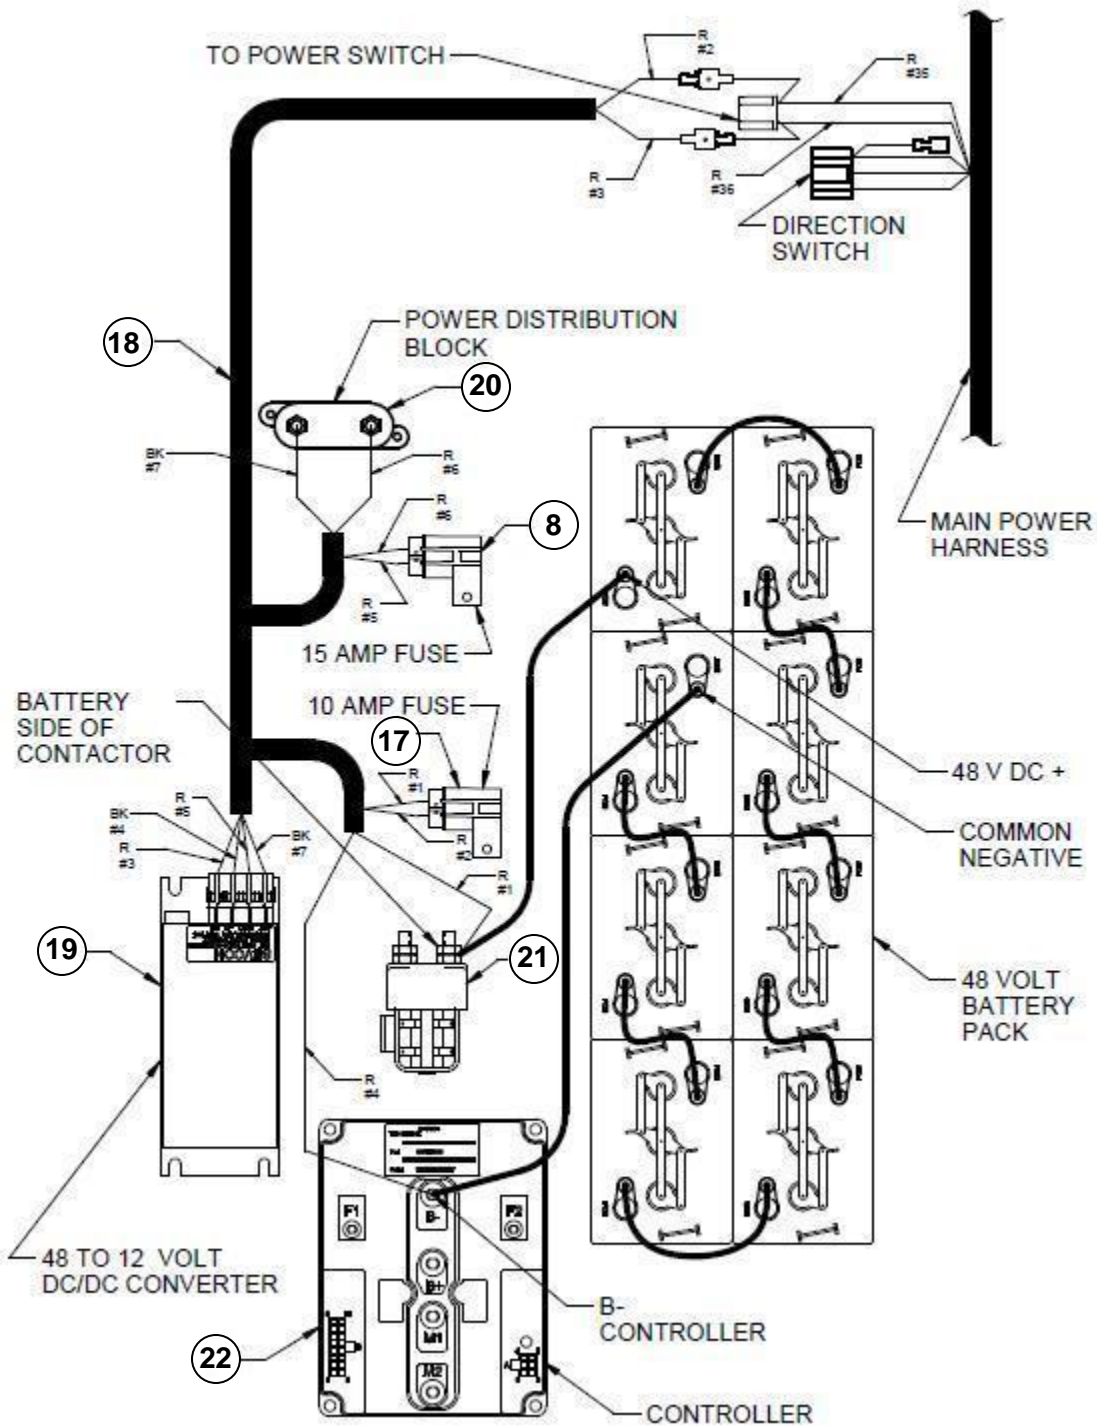 R
#2
TO POWER SWITCH
R
#36
R
#3
R
#36
DIRECTION
SWITCH
18
POWER DISTRIBUTION
BLOCK
20
BK
#7
R
#6
R
#6
8
MAIN POWER
HARNESS
R
#5
15 AMP FUSE
BATTERY
SIDE OF
CONTACTOR
10 AMP FUSE
17
R
#1
48 V DC +
R
#5
BK
#4
R
#3
BK
#7
R
#2
COMMON
NEGATIVE
R
#1
19
21
48 VOLT
BATTERY
PACK
R
#4
F1
B-
F2
48 TO 12 VOLT
DC/DC CONVERTER
B+
B-
CONTROLLER
M1
22
M2
CONTROLLER